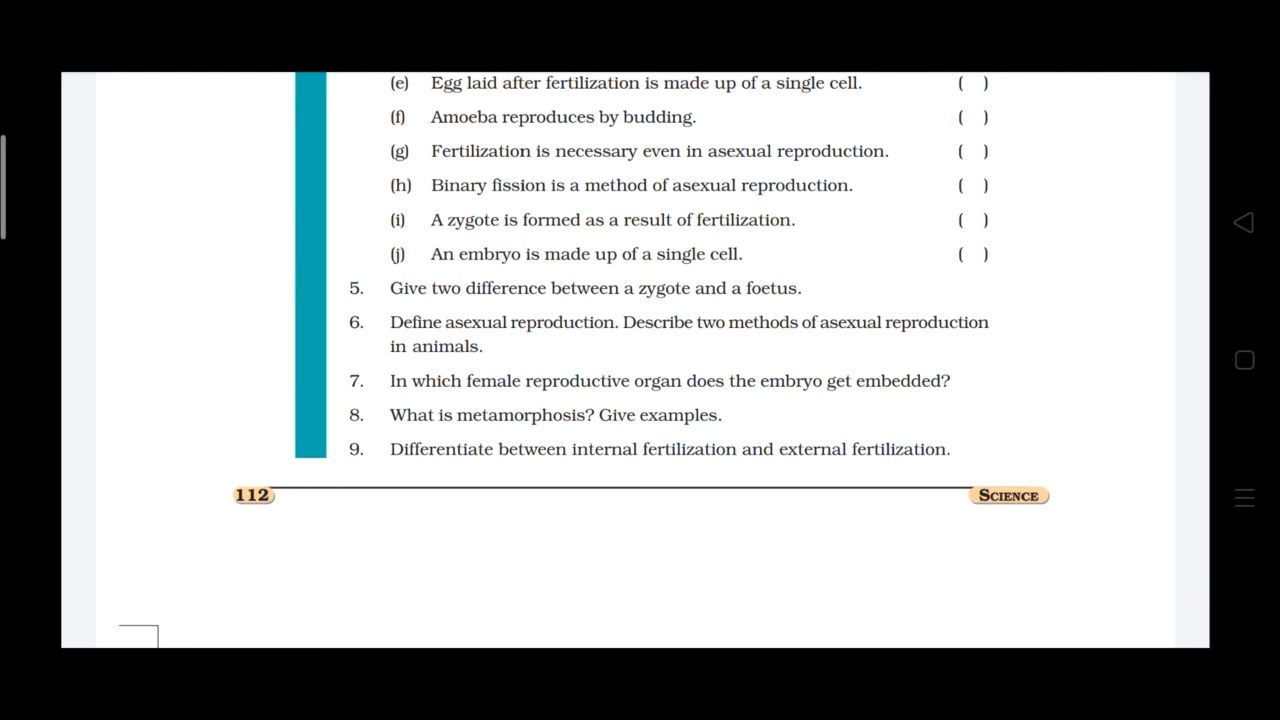 (e) Egg laid after fertilization is made up of a single cell. ( )
(f) Amoeba reproduces by budding. ( )
(g) Fertilization is necessary even in asexual reproduction. ( )
(h) Binary fission is a method of asexual reproduction. ( )
(i) A zygote is formed as a result of fertilization. ( )
(j) An embryo is made up of a single cell. ( )
5. Give two difference between a zygote and a foetus.
6. Define asexual reproduction. Describe two methods of asexual reproduction
in animals.
7. In which female reproductive organ does the embryo get embedded?
8. What is metamorphosis? Give examples.
9. Differentiate between internal fertilization and external fertilization.
112 SCIENCE